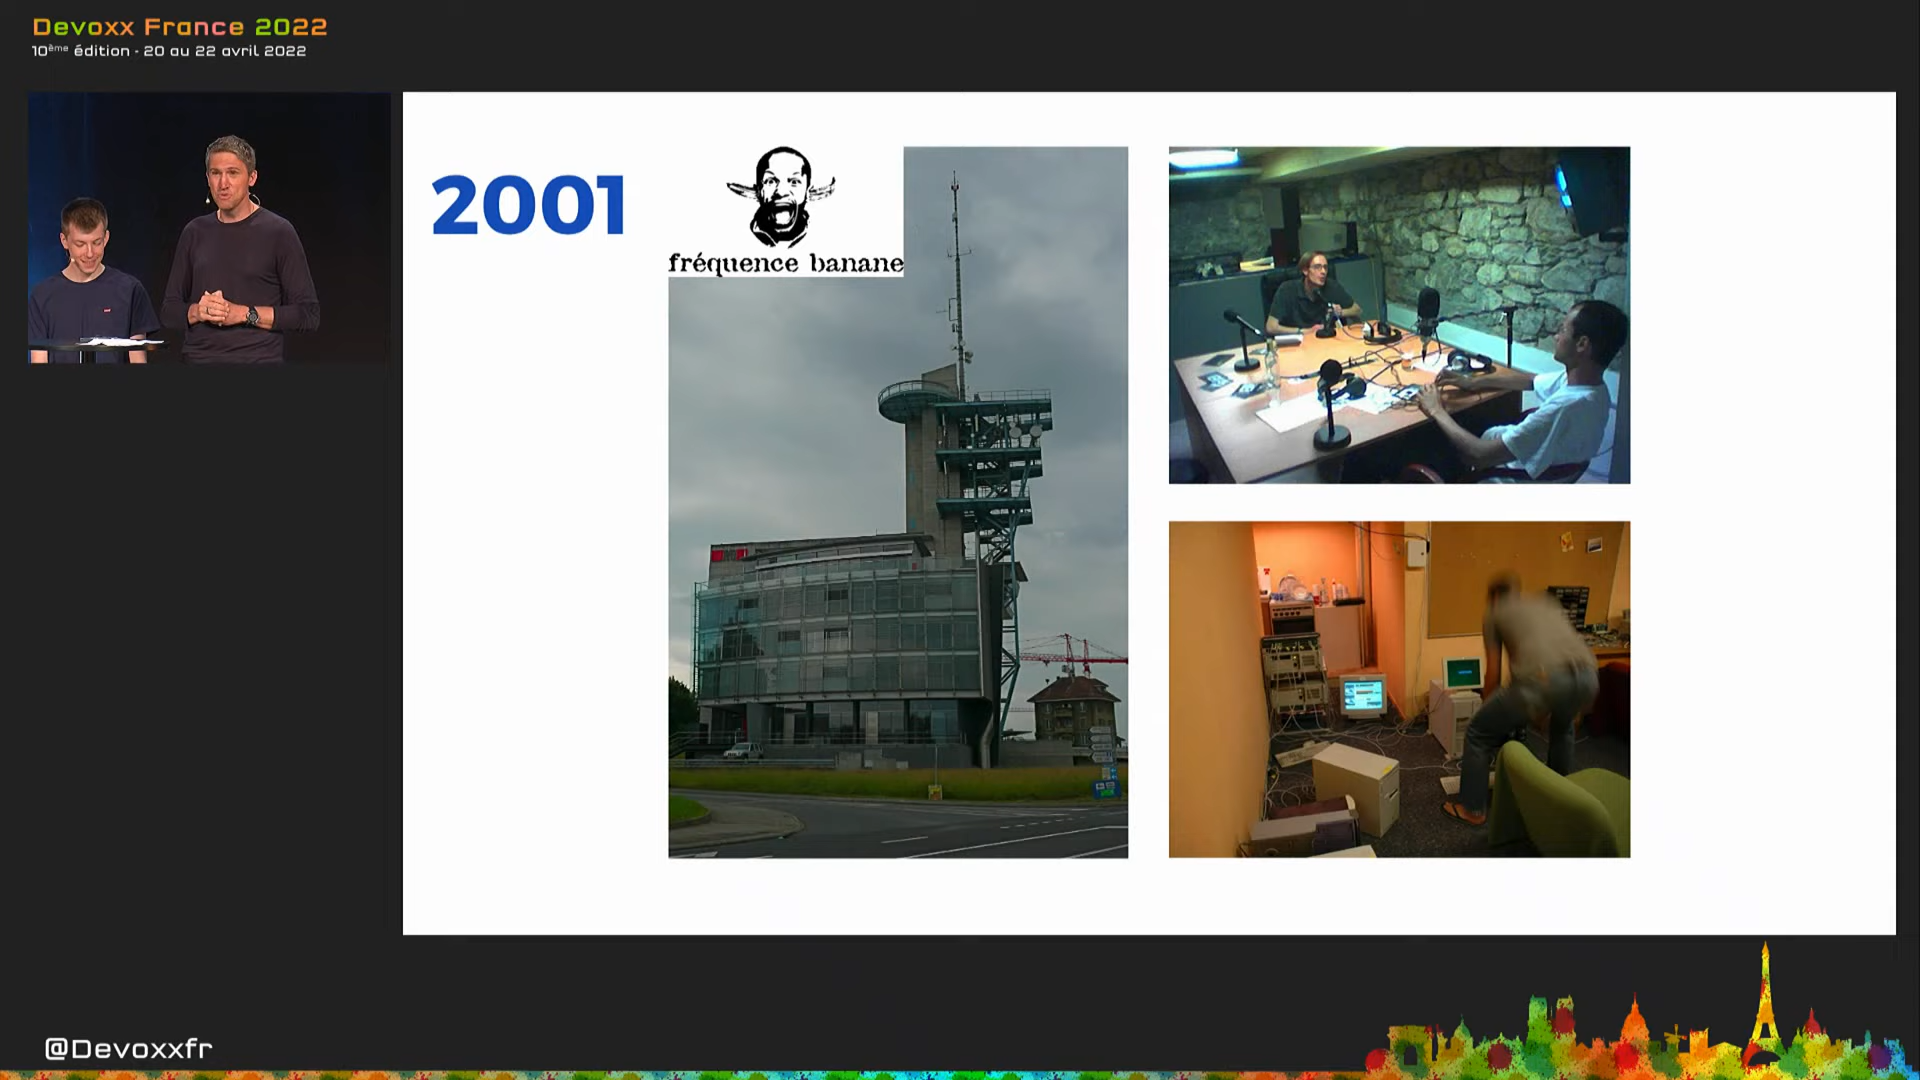 Devoxx France 2022
10ème édition - 20 au 22 avril 2022
2001
fréquence banane
@Devoxxfr